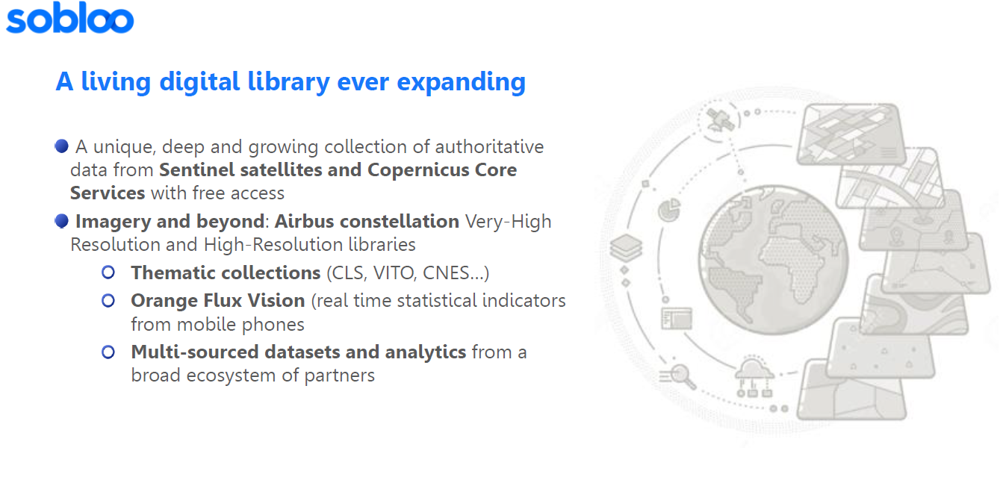 sobloo
A living digital library ever expanding
A unique, deep and growing collection of authoritative
data from Sentinel satellites and Copernicus Core
Services with free access
Imagery and beyond: Airbus constellation Very-High
Resolution and High-Resolution libraries
Thematic collections (CLS, VITO, CNES...)
Orange Flux Vision (real time statistical indicators
from mobile phones
Multi-sourced datasets and analytics from a
broad ecosystem of partners